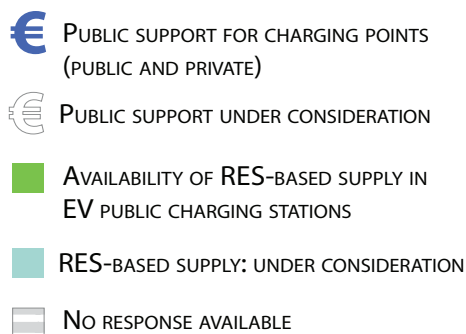 € Public support for charging points
(public and private)
€ Public support under consideration
Availability of RES-based supply in
EV public charging stations
RES-based supply: under consideration
No response available